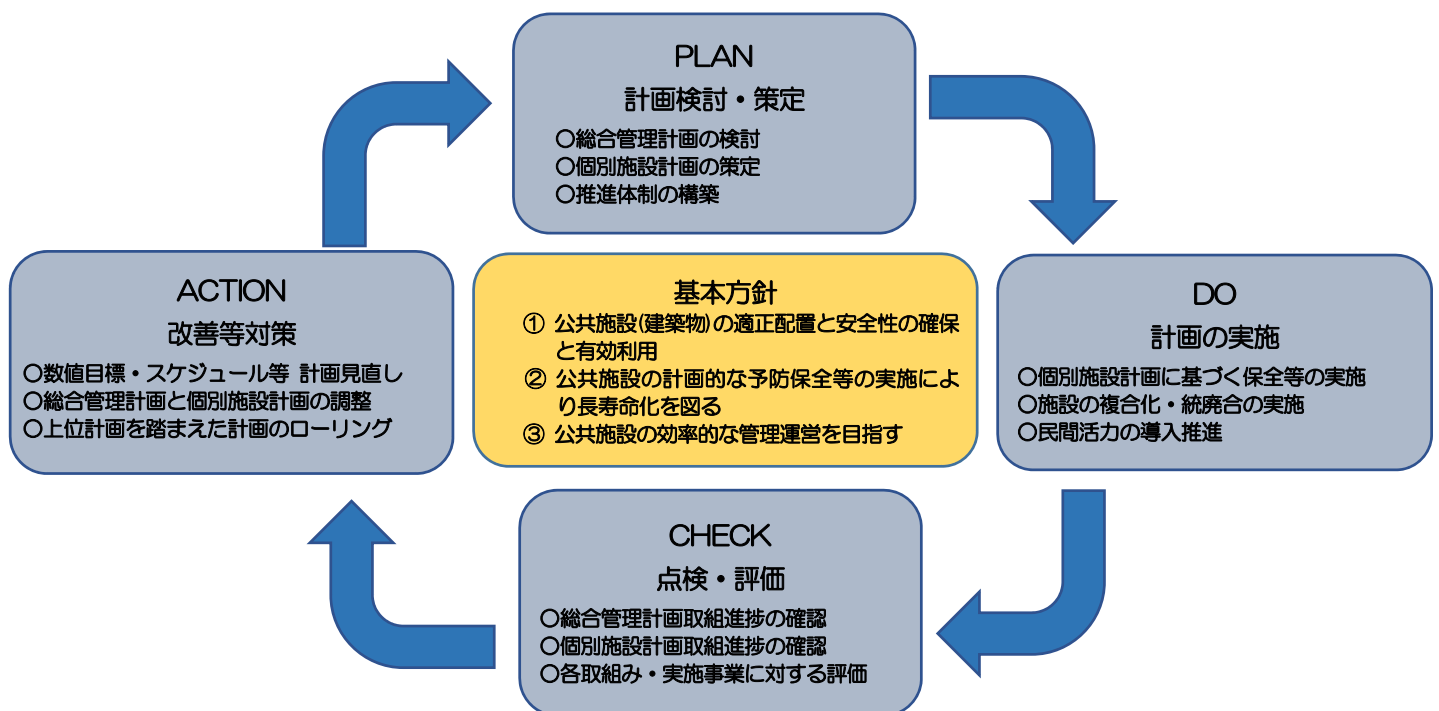 PLAN
計画検討・策定
○総合管理計画の検討
○個別施設計画の策定
○推進体制の構築
ACTION
改善等対策
○数値目標・スケジュール等 計画見直し
○総合管理計画と個別施設計画の調整
○上位計画を踏まえた計画のローリング
基本方針
① 公共施設(建築物)の適正配置と安全性の確保
と有効利用
② 公共施設の計画的な予防保全等の実施によ
り長寿命化を図る
③ 公共施設の効率的な管理運営を目指す
DO
計画の実施
○個別施設計画に基づく保全等の実施
○施設の複合化・統廃合の実施
○民間活力の導入推進
CHECK
点検・評価
○総合管理計画取組進捗の確認
○個別施設計画取組進捗の確認
○各取組み・実施事業に対する評価